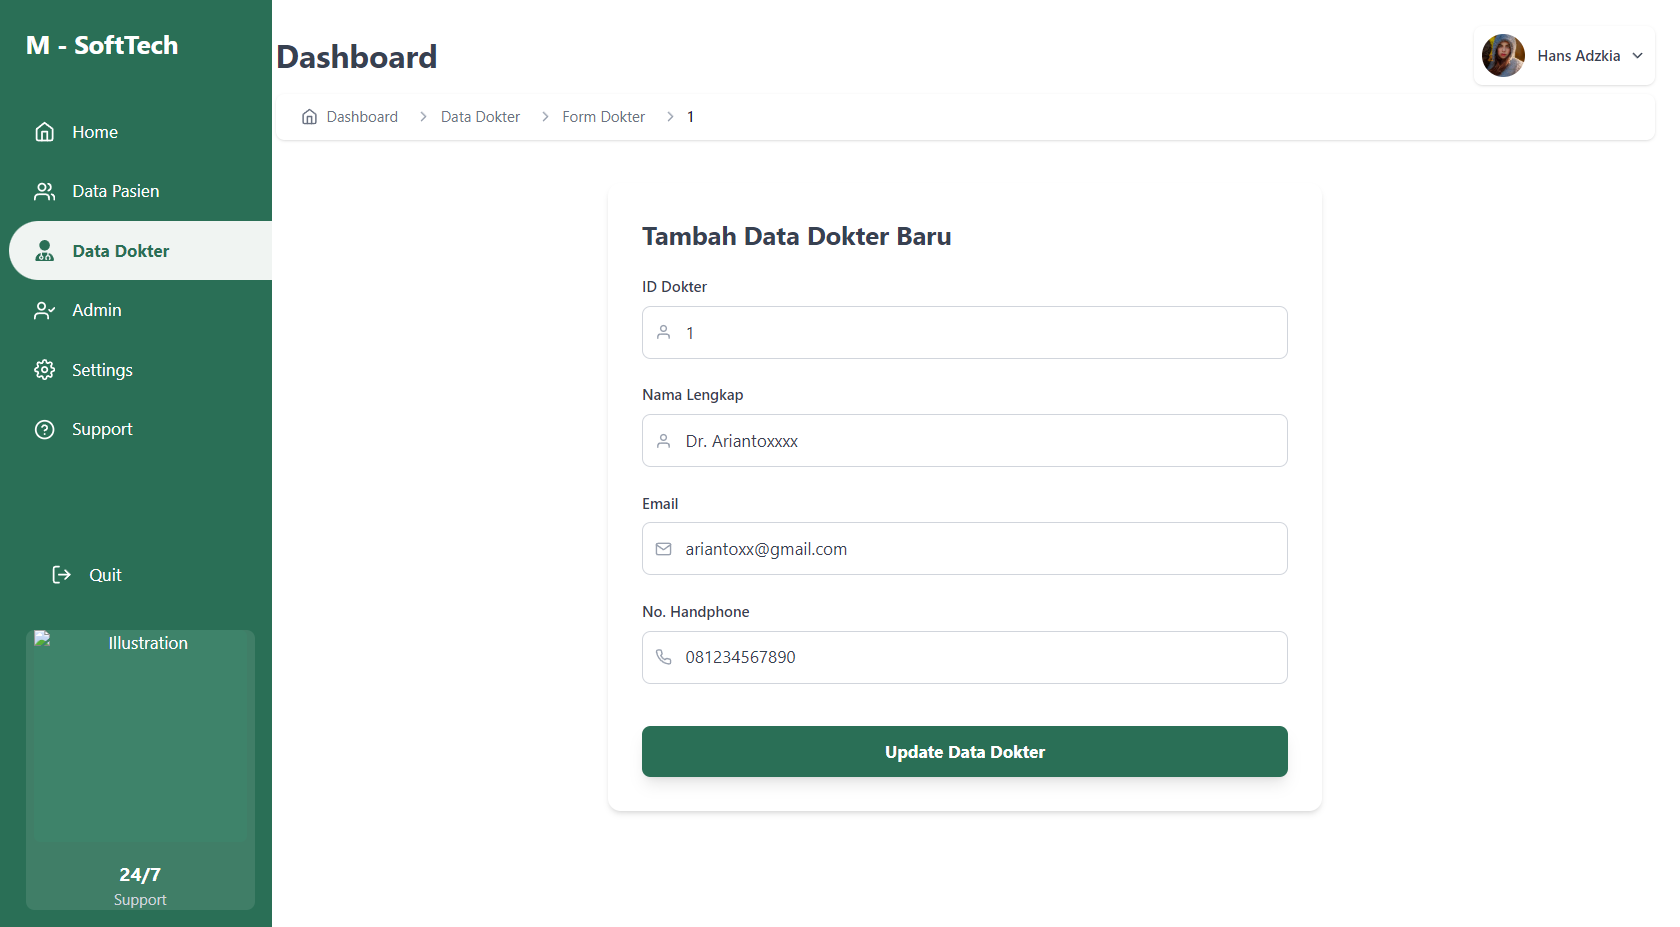 M - SoftTech
Home
Data Pasien
Data Dokter
Admin
Settings
Support
Quit
Illustration
24/7
Support
Dashboard
Hans Adzkia
Dashboard > Data Dokter > Form Dokter > 1
Tambah Data Dokter Baru
ID Dokter
1
Nama Lengkap
Dr. Ariantoxxxx
Email
ariantoxx@gmail.com
No. Handphone
081234567890
Update Data Dokter